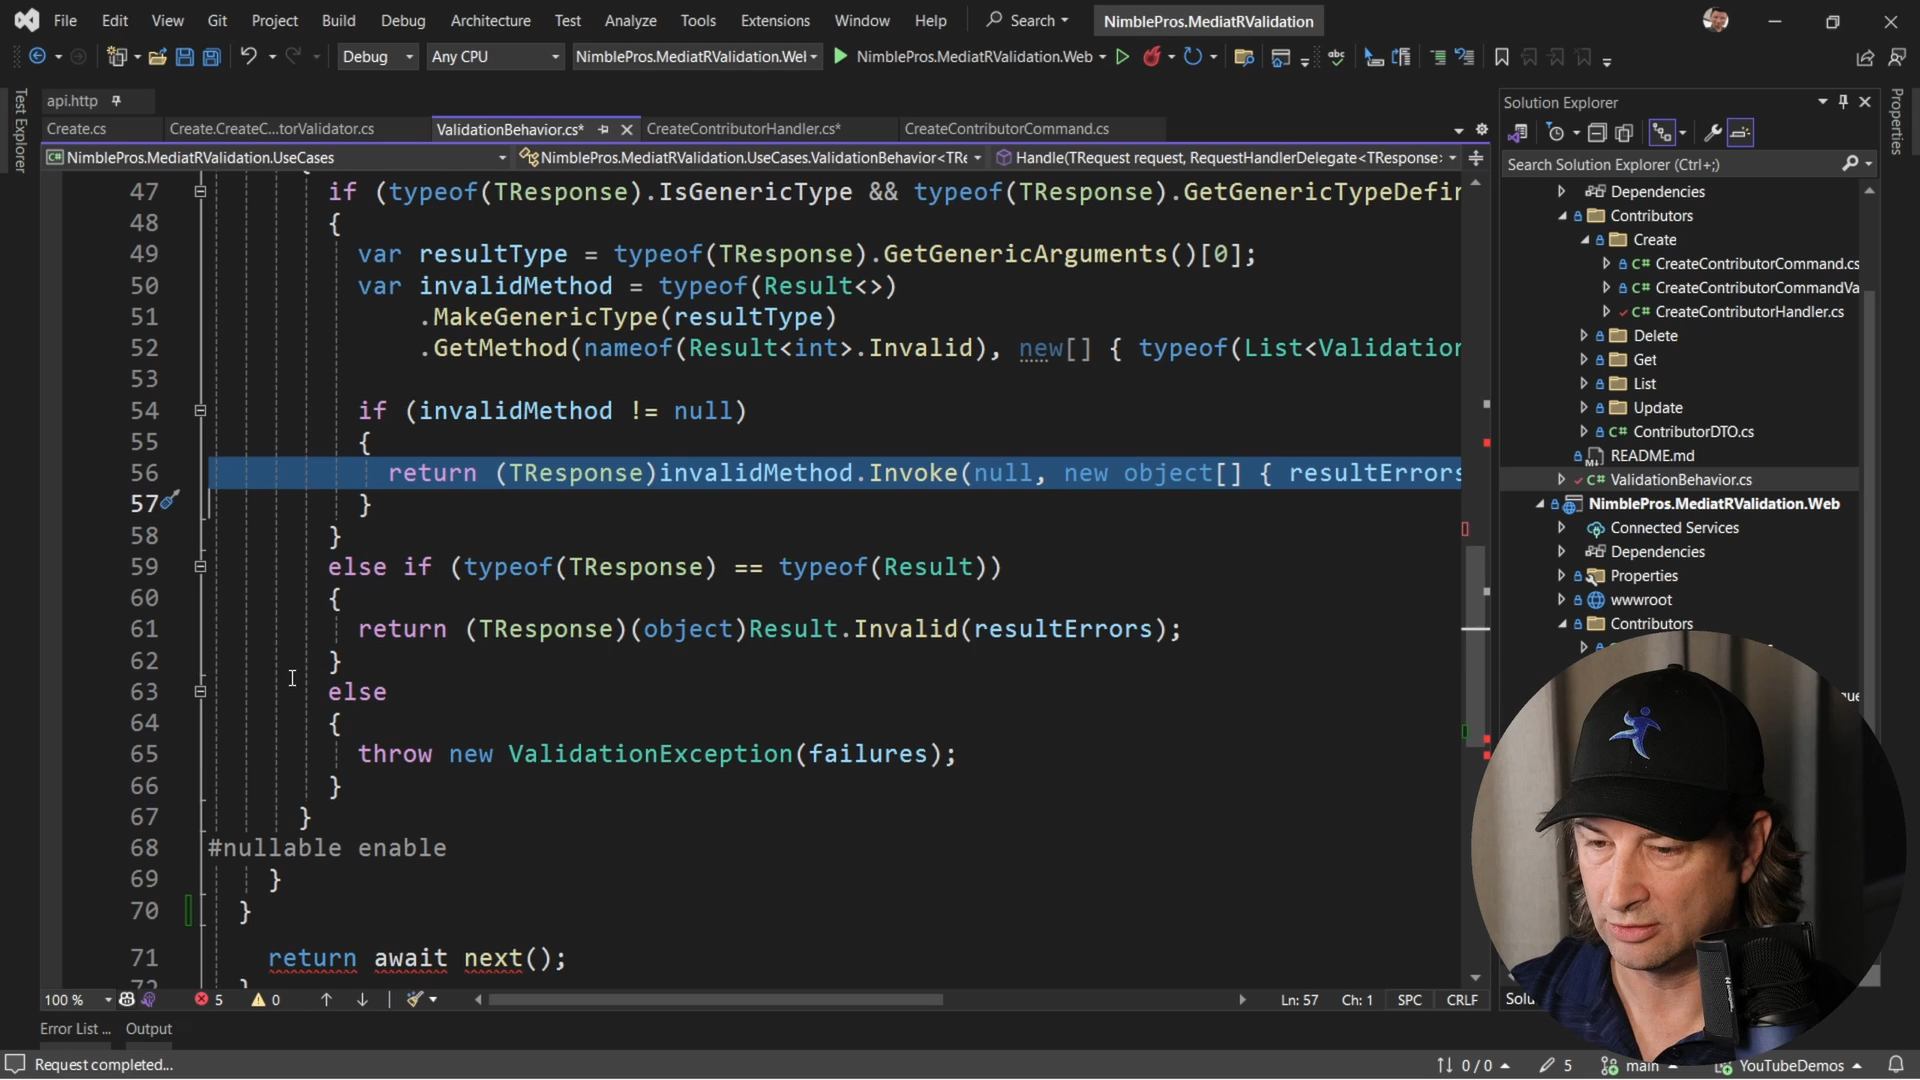 File Edit View Git Project Build Debug Architecture Test Analyze Tools Extensions Window Help Search NimblePros.MediatRValidation
Debug Any CPU NimblePros.MediatRValidation.Wel NimblePros.MediatRValidation.Web
Test Explorer
api.http
Create.cs Create.CreateC...torValidator.cs ValidationBehavior.cs* CreateContributorHandler.cs* CreateContributorCommand.cs
NimblePros.MediatRValidation.UseCases NimblePros.MediatRValidation.UseCases.ValidationBehavior<TRe Handle(TRequest request, RequestHandlerDelegate<TResponse>
47 if (typeof(TResponse).IsGenericType && typeof(TResponse).GetGenericTypeDefin
48 {
49 var resultType = typeof(TResponse).GetGenericArguments()[0];
50 var invalidMethod = typeof(Result<>)
51 .MakeGenericType(resultType)
52 .GetMethod(nameof(Result<int>.Invalid), new[] { typeof(List<Validation
53
54 if (invalidMethod != null)
55 {
56 return (TResponse)invalidMethod.Invoke(null, new object[] { resultErrors
57 }
58 }
59 else if (typeof(TResponse) == typeof(Result))
60 {
61 return (TResponse)(object)Result.Invalid(resultErrors);
62 }
63 else
64 {
65 throw new ValidationException(failures);
66 }
67 }
68 #nullable enable
69 }
70 }
71 return await next();
72 }
100 % 5 0 Ln: 57 Ch: 1 SPC CRLF
Error List ... Output
Request completed...
Solution Explorer
Search Solution Explorer (Ctrl+;)
Dependencies
Contributors
Create
C# CreateContributorCommand.cs
C# CreateContributorCommandVa
C# CreateContributorHandler.cs
Delete
Get
List
Update
C# ContributorDTO.cs
README.md
C# ValidationBehavior.cs
NimblePros.MediatRValidation.Web
Connected Services
Dependencies
Properties
wwwroot
Contributors
que
Solu
Properties
0 / 0 5 main YouTubeDemos